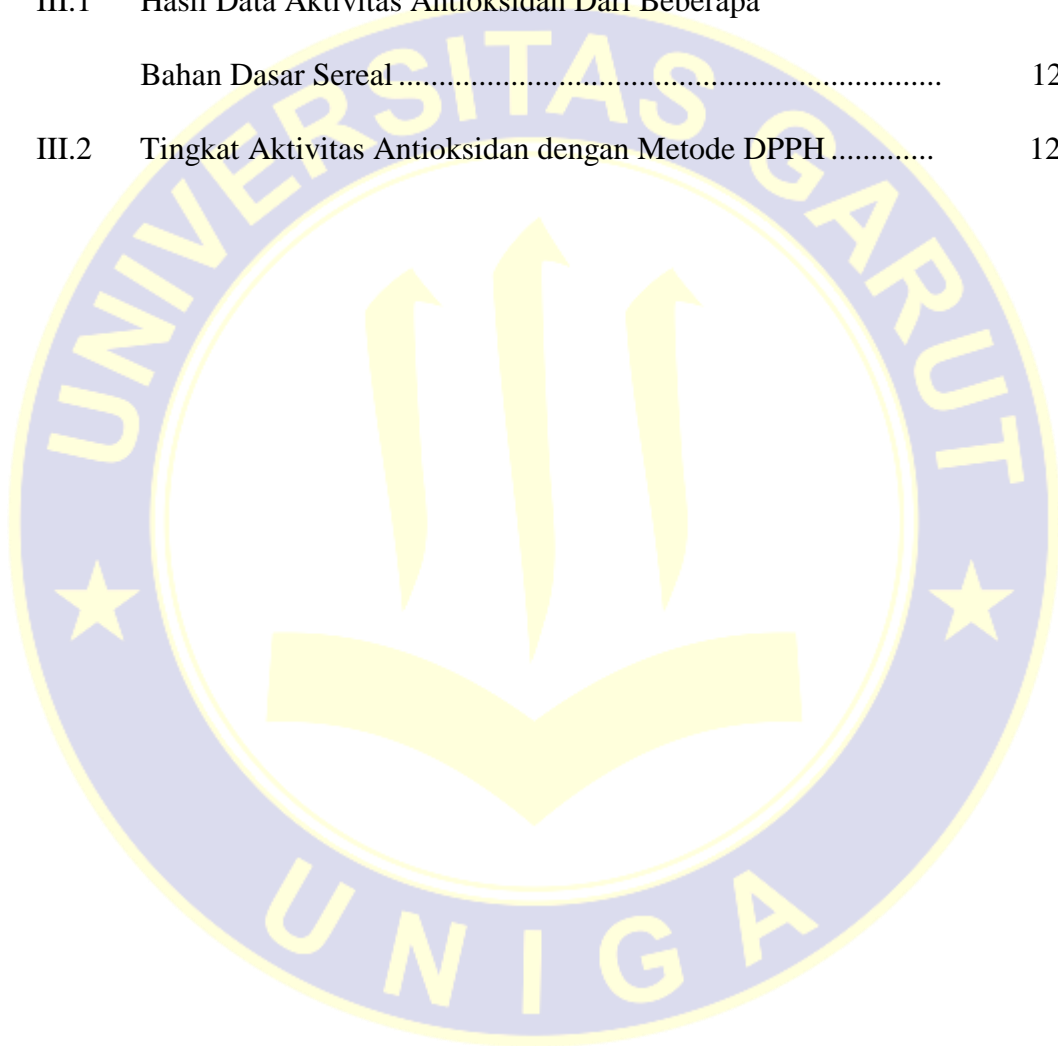 III.1 Hasil Data Aktivitas Antioksidan Dari Beberapa
Bahan Dasar Sereal .................................................................. 12
III.2 Tingkat Aktivitas Antioksidan dengan Metode DPPH ............. 12
UNIVERSITAS GARUT
UNIGA